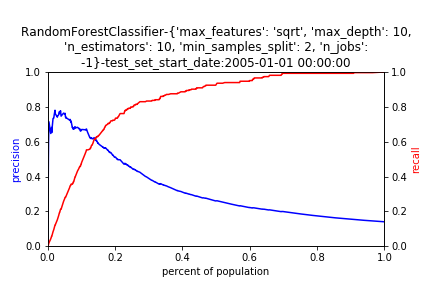 RandomForestClassifier-{'max_features': 'sqrt', 'max_depth': 10,
'n_estimators': 10, 'min_samples_split': 2, 'n_jobs':
-1}-test_set_start_date:2005-01-01 00:00:00
1.0
0.8
0.6
0.4
0.2
0.0
precision
1.0
0.8
0.6
0.4
0.2
0.0
recall
0.0 0.2 0.4 0.6 0.8 1.0
percent of population